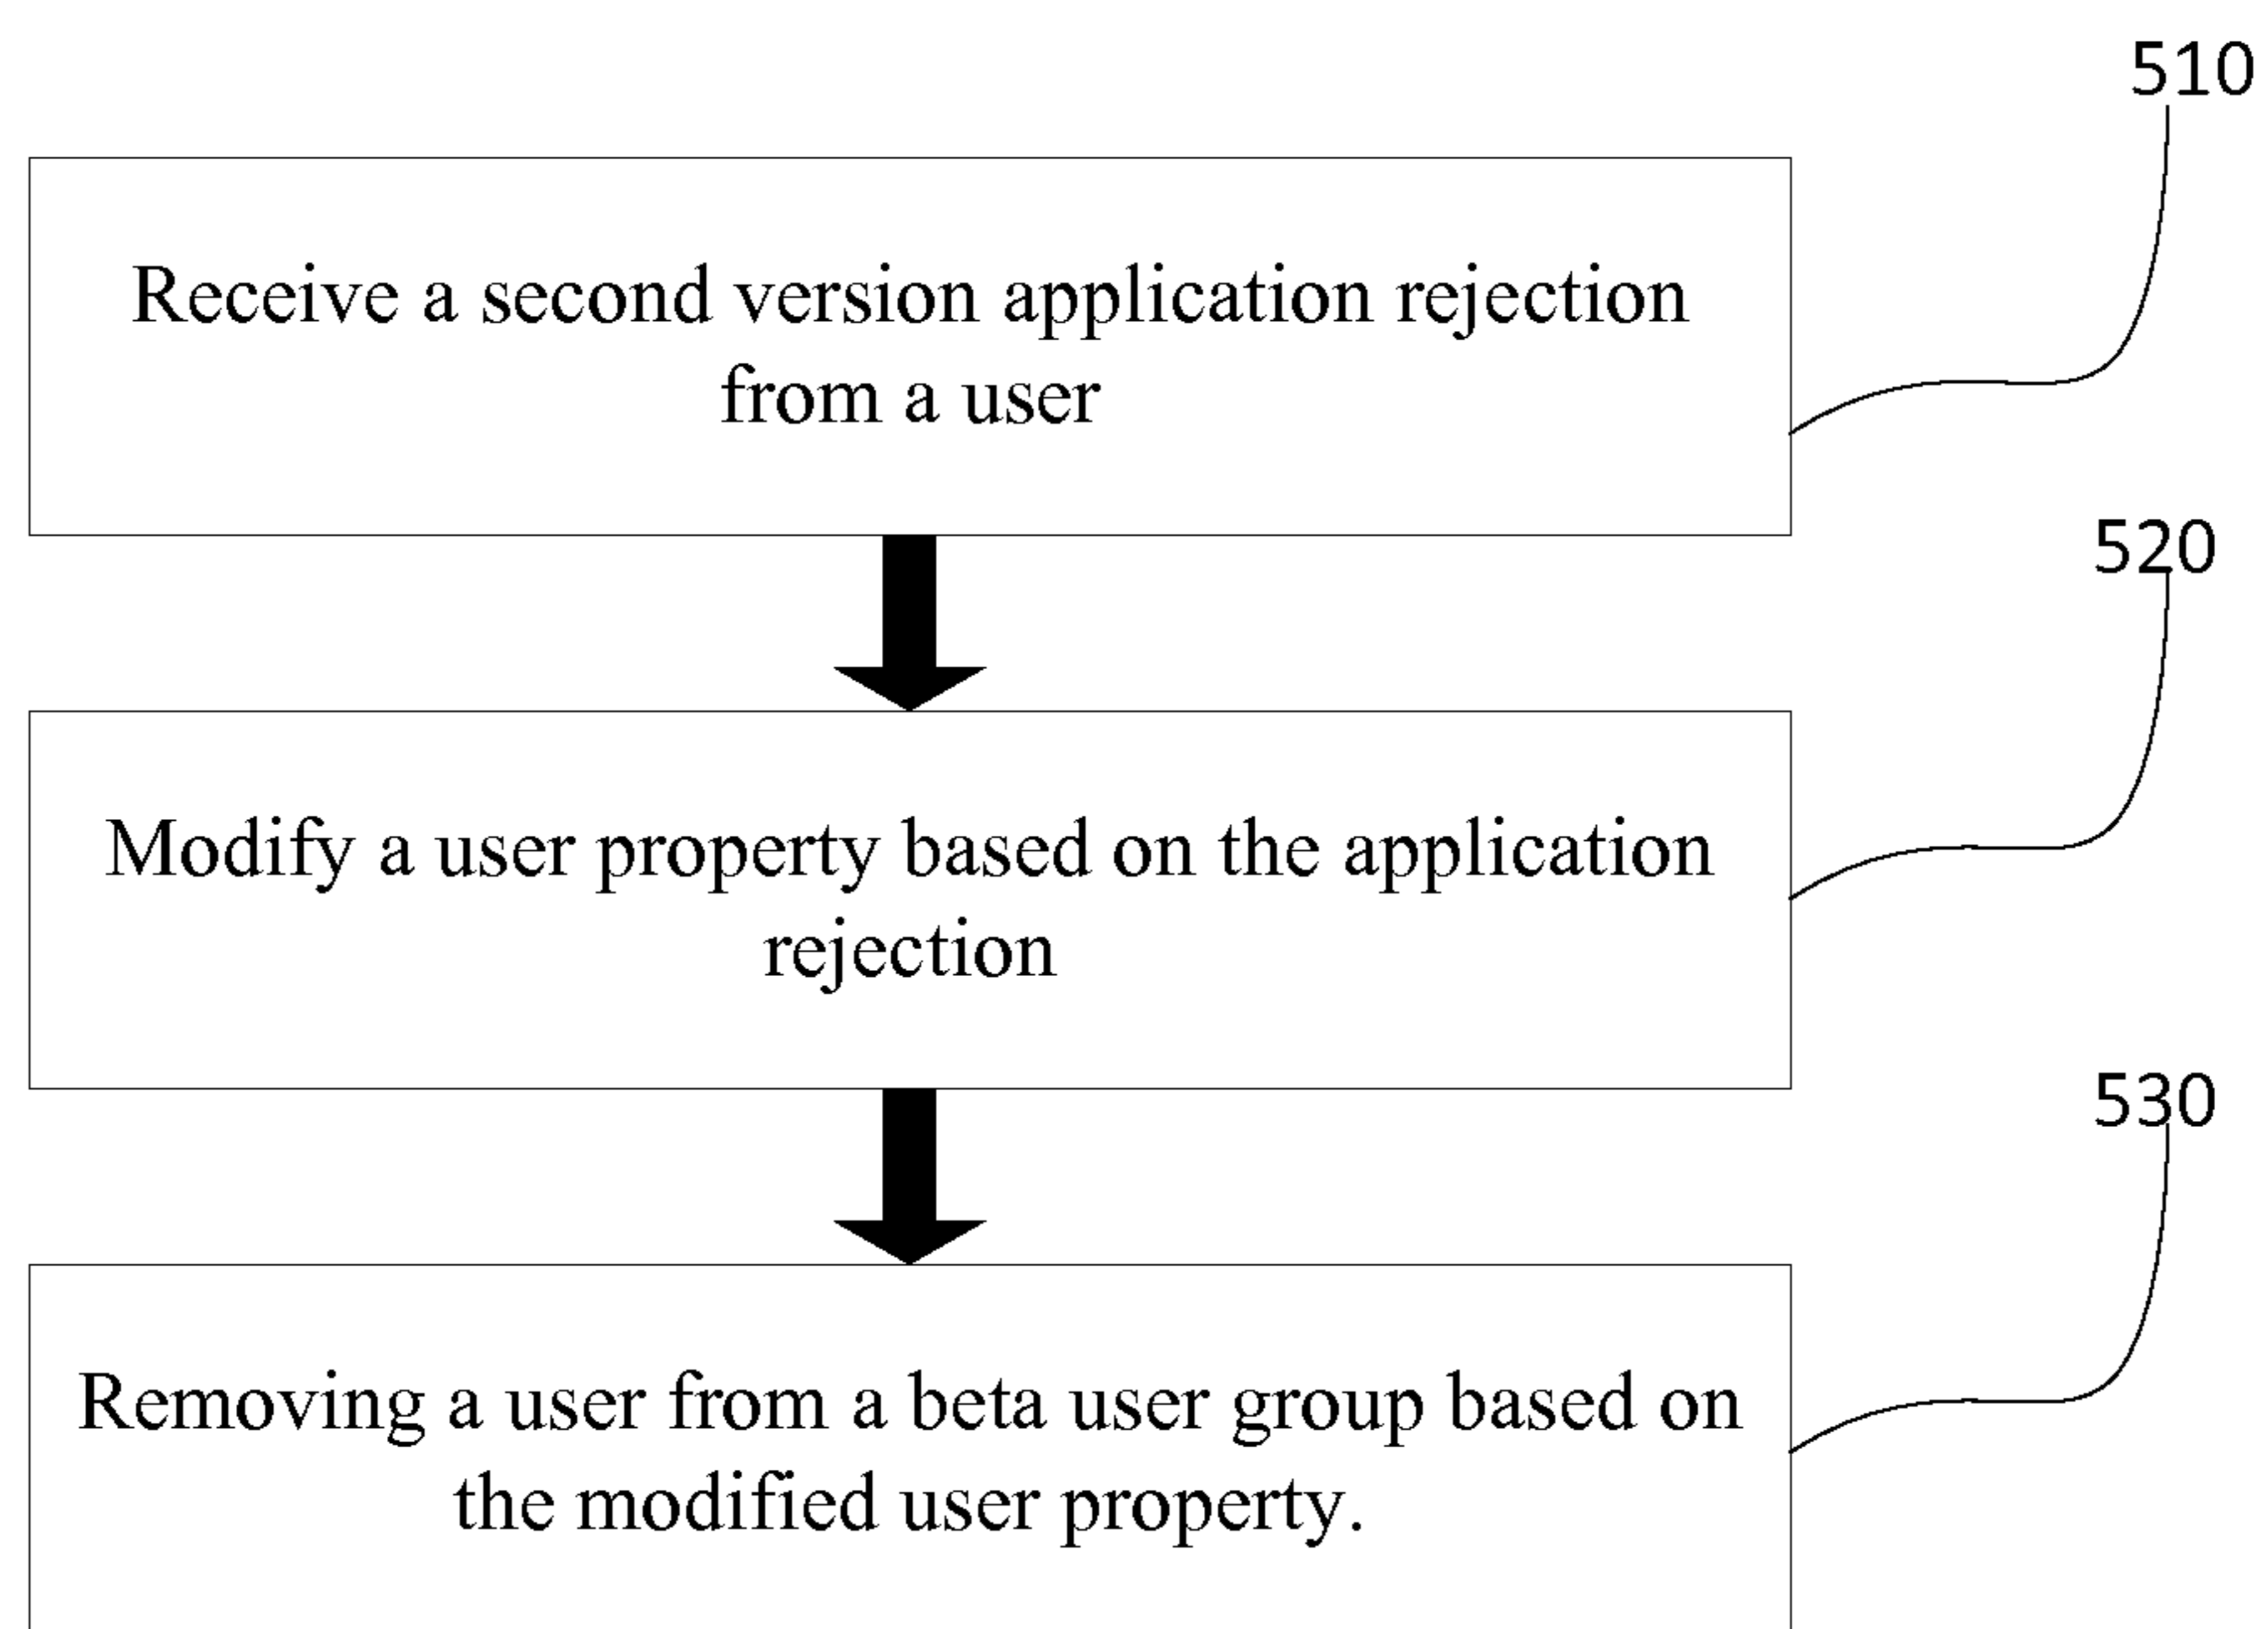 510
Receive a second version application rejection
from a user
520
Modify a user property based on the application
rejection
530
Removing a user from a beta user group based on
the modified user property.